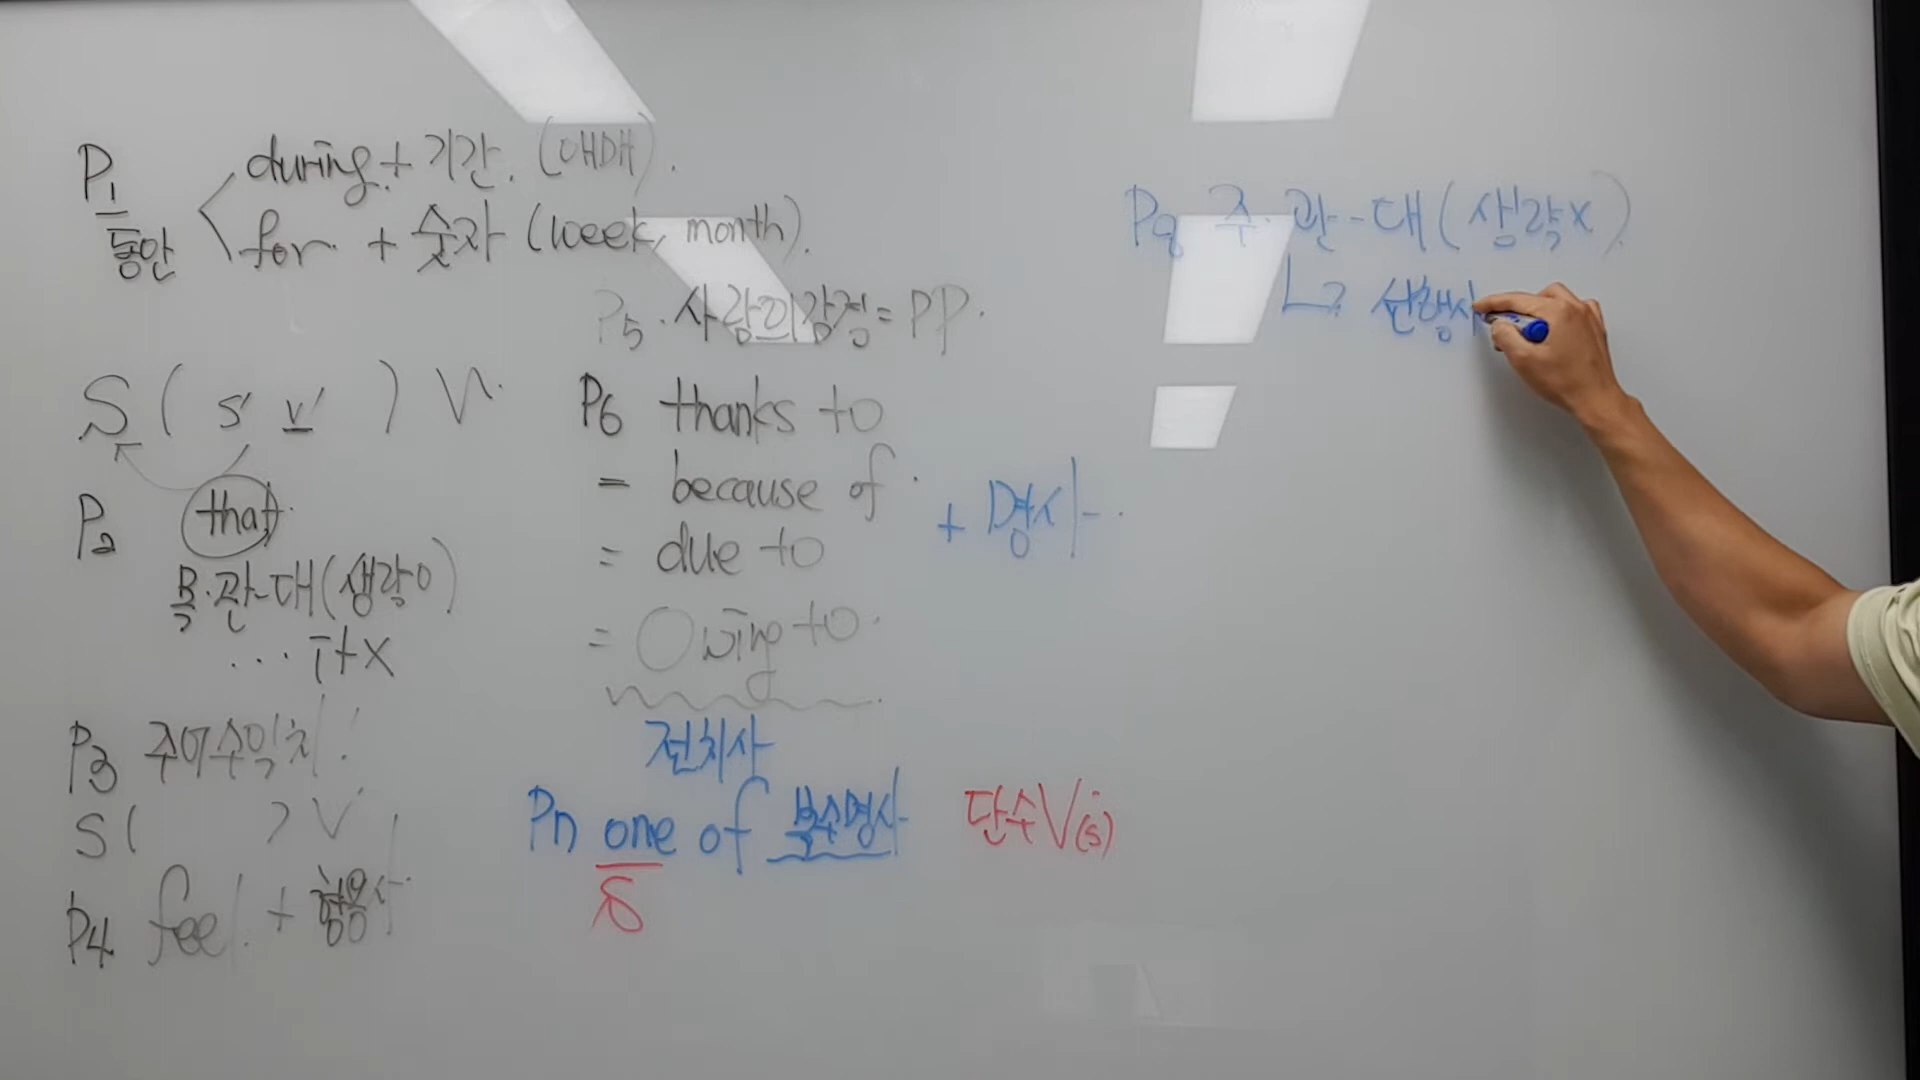 P1 during + 기간. (애매).
동안 for + 숫자 (week, month).
S ( s' v' ) V
P2 that
목·관-대(생략O)
... it X
P3 주어수일치!
S ( ) V
P4 feel + 형용사
P5. 사람의감정 = PP.
P6 thanks to
= because of
= due to
= Owing to
+ 명사
전치사
Pn one of 복수명사 단수V(s)
S
P9 주·관-대(생략X)
↳ 선행사